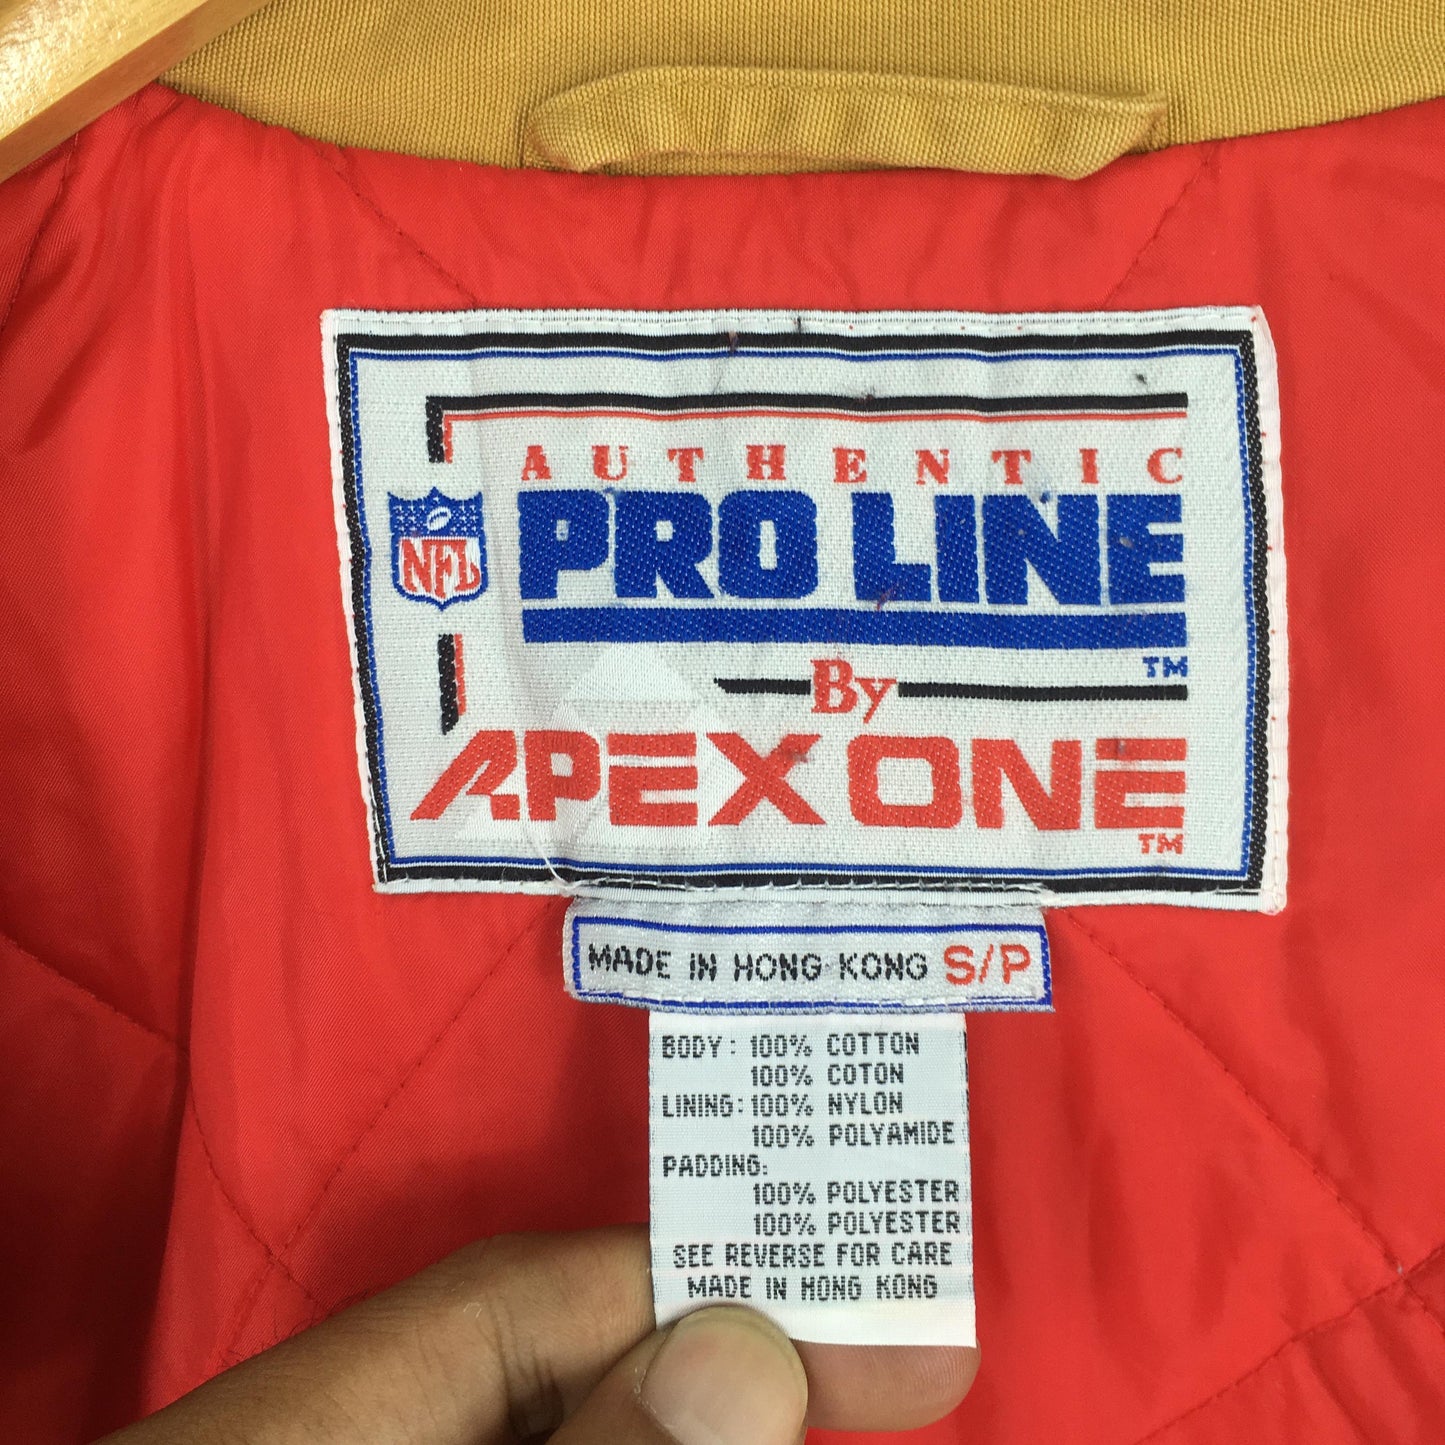 AUTHENTIC
NFL
PRO LINE
TM
By
APEX ONE
TM
MADE IN HONG KONG S/P
BODY: 100% COTTON
100% COTON
LINING: 100% NYLON
100% POLYAMIDE
PADDING:
100% POLYESTER
100% POLYESTER
SEE REVERSE FOR CARE
MADE IN HONG KONG